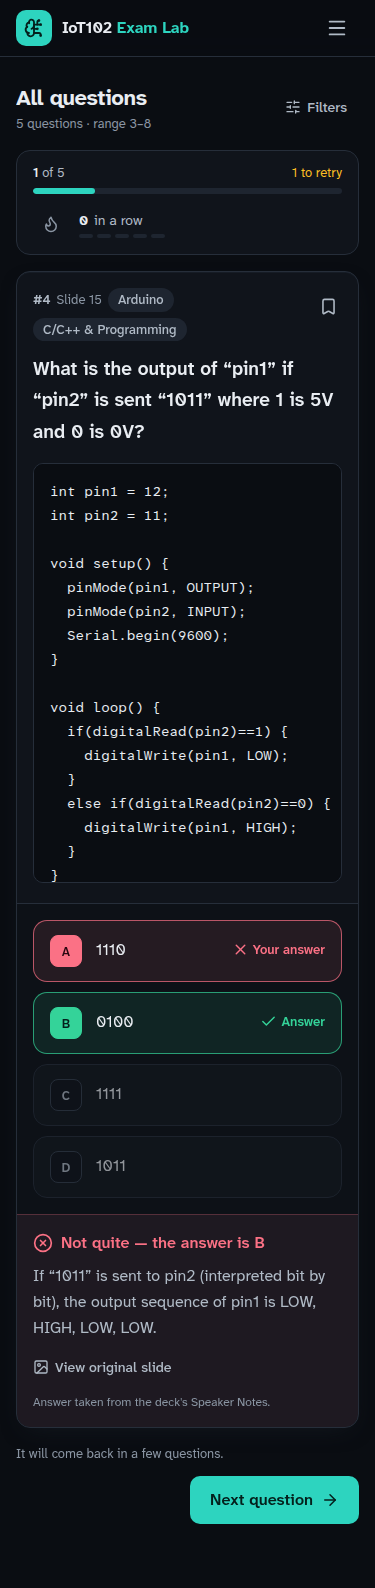 IoT102 Exam Lab
All questions
Filters
5 questions · range 3–8
1 of 5
1 to retry
0 in a row
#4 Slide 15 Arduino
C/C++ & Programming
What is the output of “pin1” if
“pin2” is sent “1011” where 1 is 5V
and 0 is 0V?
int pin1 = 12;
int pin2 = 11;
void setup() {
  pinMode(pin1, OUTPUT);
  pinMode(pin2, INPUT);
  Serial.begin(9600);
}
void loop() {
  if(digitalRead(pin2)==1) {
    digitalWrite(pin1, LOW);
  }
  else if(digitalRead(pin2)==0) {
    digitalWrite(pin1, HIGH);
  }
}
A 1110 Your answer
B 0100 Answer
C 1111
D 1011
Not quite — the answer is B
If “1011” is sent to pin2 (interpreted bit by
bit), the output sequence of pin1 is LOW,
HIGH, LOW, LOW.
View original slide
Answer taken from the deck's Speaker Notes.
It will come back in a few questions.
Next question